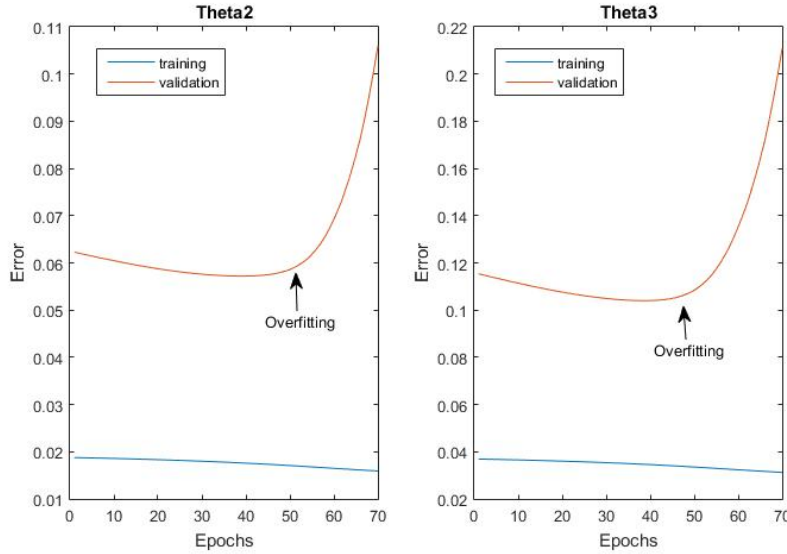 Theta2
0.11
0.1
0.09
0.08
0.07
0.06
0.05
0.04
0.03
0.02
0.01
Error
training
validation
Overfitting
0 10 20 30 40 50 60 70
Epochs
Theta3
0.22
0.2
0.18
0.16
0.14
0.12
0.1
0.08
0.06
0.04
0.02
Error
training
validation
Overfitting
0 10 20 30 40 50 60 70
Epochs